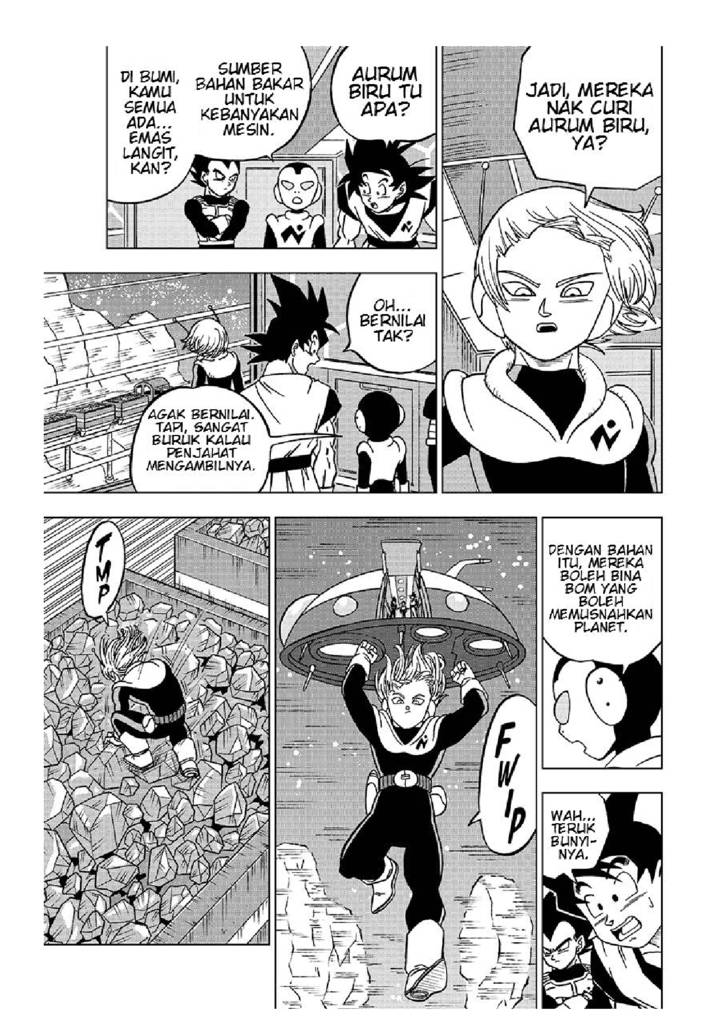 JADI, MEREKA
NAK CURI
AURUM BIRU,
YA?
AURUM
BIRU TU
APA?
SUMBER
BAHAN BAKAR
UNTUK
KEBANYAKAN
MESIN.
DI BUMI,
KAMU
SEMUA
ADA...
EMAS
LANGIT,
KAN?
OH...
BERNILAI
TAK?
AGAK BERNILAI.
TAPI, SANGAT
BURUK KALAU
PENJAHAT
MENGAMBILNYA.
DENGAN BAHAN
ITU, MEREKA
BOLEH BINA
BOM YANG
BOLEH
MEMUSNAHKAN
PLANET.
WAH...
TERUK
BUNYI-
NYA.
FWIP
TMP